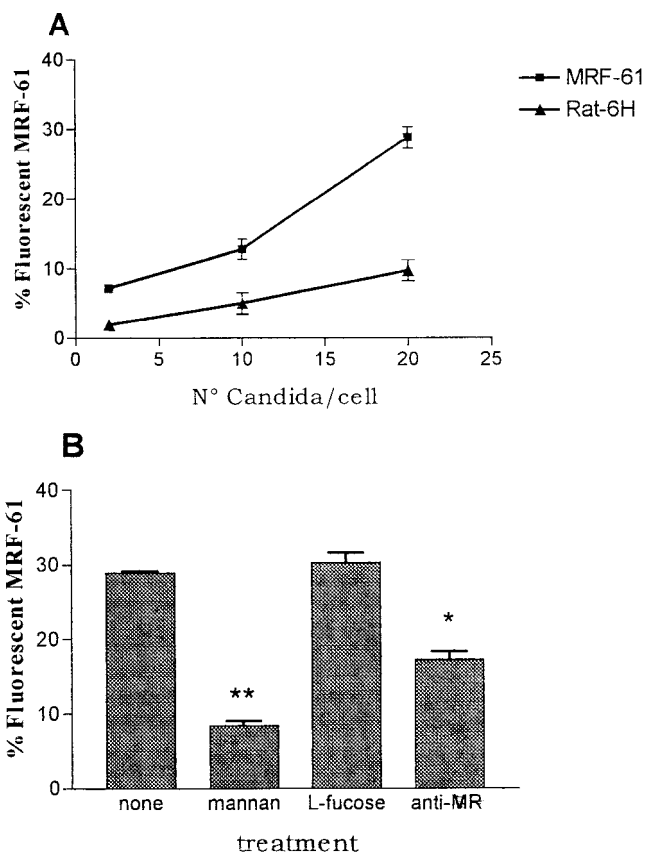 A
40
30
20
10
0
% Fluorescent MRF-61
0 5 10 15 20 25
N° Candida/cell
MRF-61
Rat-6H
B
40
30
20
10
0
% Fluorescent MRF-61
**
*
none mannan L-fucose anti-MR
treatment